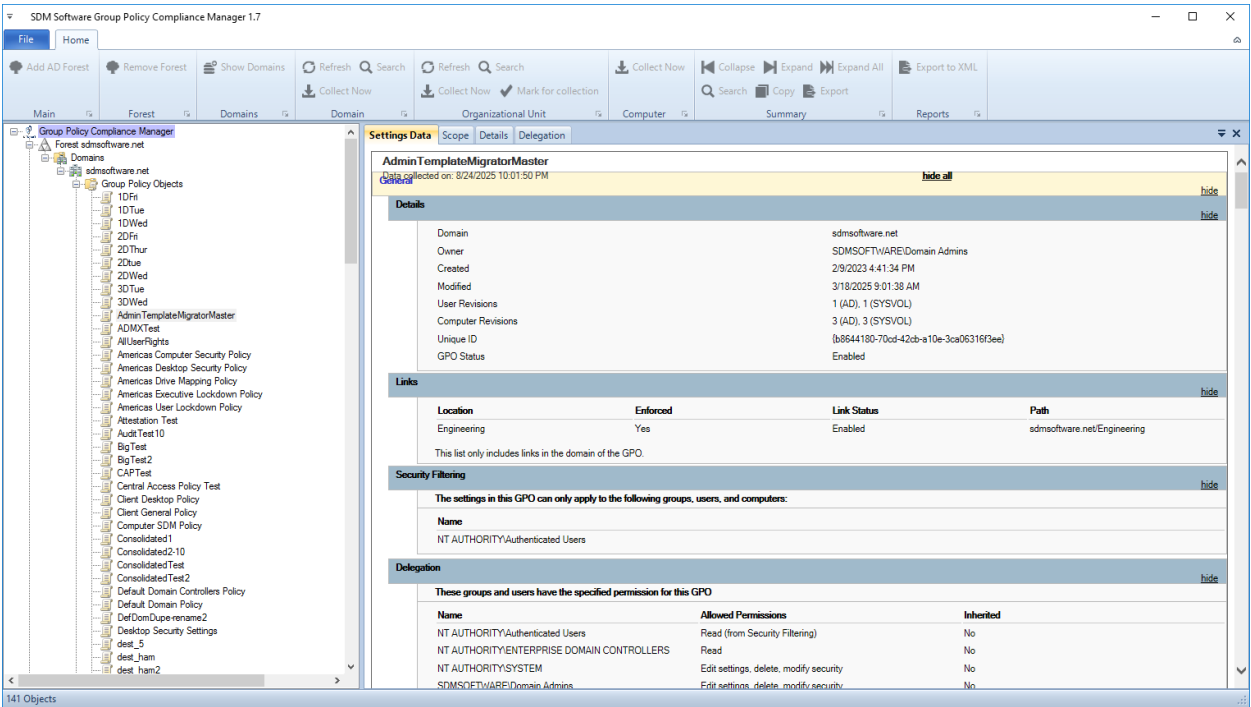 SDM Software Group Policy Compliance Manager 1.7
File Home
Add AD Forest Remove Forest Show Domains Refresh Search Refresh Search Collect Now Collapse Expand Expand All Export to XML
Collect Now Collect Now Mark for collection Search Copy Export
Main Forest Domains Domain Organizational Unit Computer Summary Reports
Group Policy Compliance Manager
Forest sdmsoftware.net
Domains
sdmsoftware.net
Group Policy Objects
1DFri
1DTue
1DWed
2DFri
2DThur
2Dtue
2DWed
3DTue
3DWed
AdminTemplateMigratorMaster
ADMXTest
AllUserRights
Americas Computer Security Policy
Americas Desktop Security Policy
Americas Drive Mapping Policy
Americas Executive Lockdown Policy
Americas User Lockdown Policy
Attestation Test
AuditTest10
BigTest
BigTest2
CAPTest
Central Access Policy Test
Client Desktop Policy
Client General Policy
Computer SDM Policy
Consolidated1
Consolidated2-10
ConsolidatedTest
ConsolidatedTest2
Default Domain Controllers Policy
Default Domain Policy
DefDomDupe-rename2
Desktop Security Settings
dest_5
dest_ham
dest_ham2
Settings Data Scope Details Delegation
AdminTemplateMigratorMaster
Data collected on: 8/24/2025 10:01:50 PM hide all
General
hide
Details
hide
Domain sdmsoftware.net
Owner SDMSOFTWARE\Domain Admins
Created 2/9/2023 4:41:34 PM
Modified 3/18/2025 9:01:38 AM
User Revisions 1 (AD), 1 (SYSVOL)
Computer Revisions 3 (AD), 3 (SYSVOL)
Unique ID {b8644180-70cd-42cb-a10e-3ca06316f3ee}
GPO Status Enabled
Links
hide
Location Enforced Link Status Path
Engineering Yes Enabled sdmsoftware.net/Engineering
This list only includes links in the domain of the GPO.
Security Filtering
hide
The settings in this GPO can only apply to the following groups, users, and computers:
Name
NT AUTHORITY\Authenticated Users
Delegation
hide
These groups and users have the specified permission for this GPO
Name Allowed Permissions Inherited
NT AUTHORITY\Authenticated Users Read (from Security Filtering) No
NT AUTHORITY\ENTERPRISE DOMAIN CONTROLLERS Read No
NT AUTHORITY\SYSTEM Edit settings, delete, modify security No
SDMSOFTWARE\Domain Admins Edit settings, delete, modify security No
141 Objects